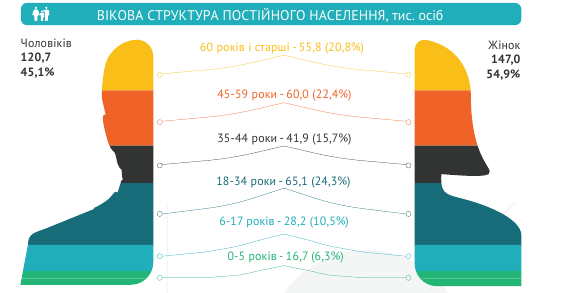 ВІКОВА СТРУКТУРА ПОСТІЙНОГО НАСЕЛЕННЯ, тис. осіб
Чоловіків
120,7
45,1%
Жінок
147,0
54,9%
60 років і старші - 55,8 (20,8%)
45-59 роки - 60,0 (22,4%)
35-44 роки - 41,9 (15,7%)
18-34 роки - 65,1 (24,3%)
6-17 років - 28,2 (10,5%)
0-5 років - 16,7 (6,3%)